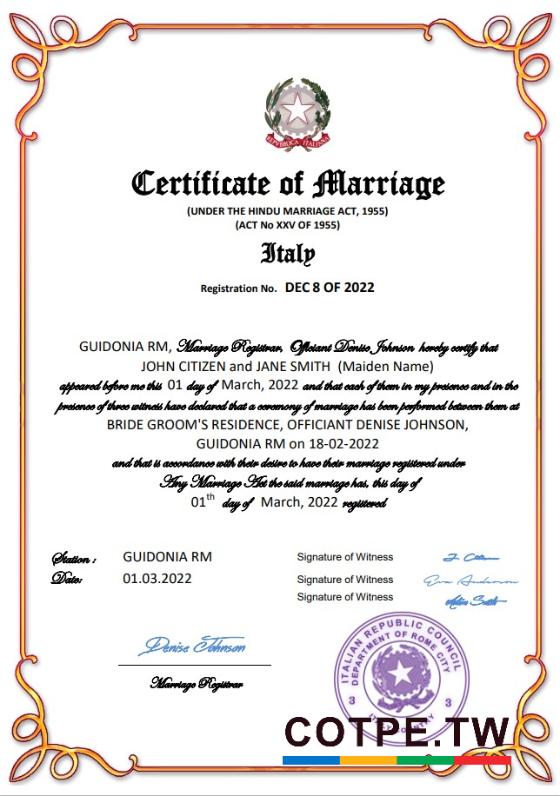 REPVBBLICA ITALIANA
Certificate of Marriage
(UNDER THE HINDU MARRIAGE ACT, 1955)
(ACT No XXV OF 1955)
Italy
Registration No. DEC 8 OF 2022
GUIDONIA RM, Marriage Registrar, Officiant Denise Johnson hereby certify that
JOHN CITIZEN and JANE SMITH (Maiden Name)
appeared before me this 01 day of March, 2022 and that each of them in my presence and in the
presence of three witness have declared that a ceremony of marriage has been performed between them at
BRIDE GROOM'S RESIDENCE, OFFICIANT DENISE JOHNSON,
GUIDONIA RM on 18-02-2022
and that is accordance with their desire to have their marriage registered under
Any Marriage Act the said marriage has, this day of
01th day of March, 2022 registered
Station : GUIDONIA RM
Date: 01.03.2022
Signature of Witness
Signature of Witness Eva Anderson
Signature of Witness
Denise Johnson
Marriage Registrar
ITALIAN REPUBLIC COUNCIL
DEPARTMENT OF ROME CITY
3 3
COTPE.TW